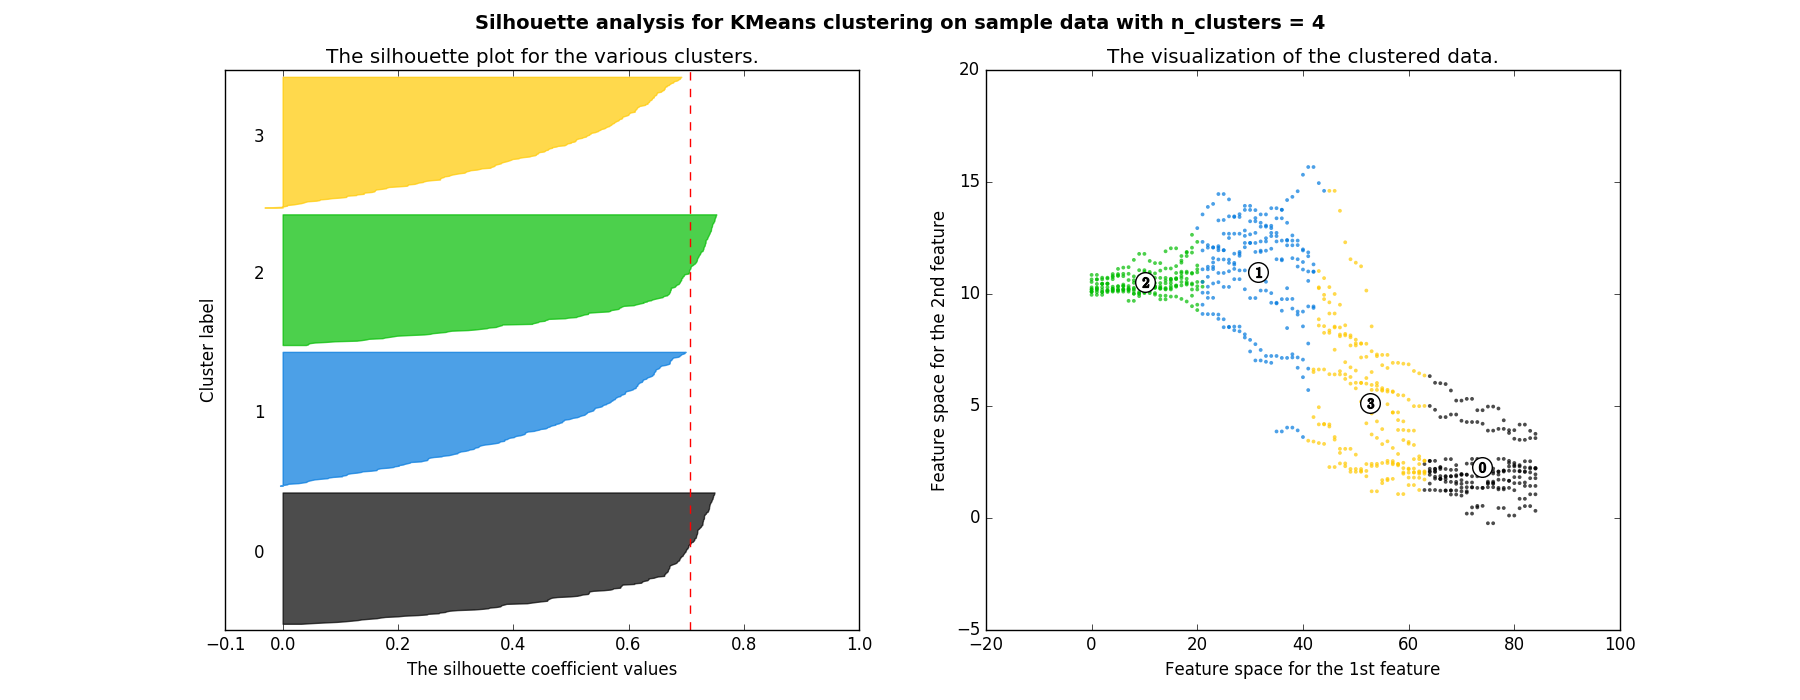 Silhouette analysis for KMeans clustering on sample data with n_clusters = 4
The silhouette plot for the various clusters.
3
2
1
0
Cluster label
−0.1 0.0 0.2 0.4 0.6 0.8 1.0
The silhouette coefficient values
The visualization of the clustered data.
20
15
10
5
0
−5
Feature space for the 2nd feature
2
1
3
0
−20 0 20 40 60 80 100
Feature space for the 1st feature